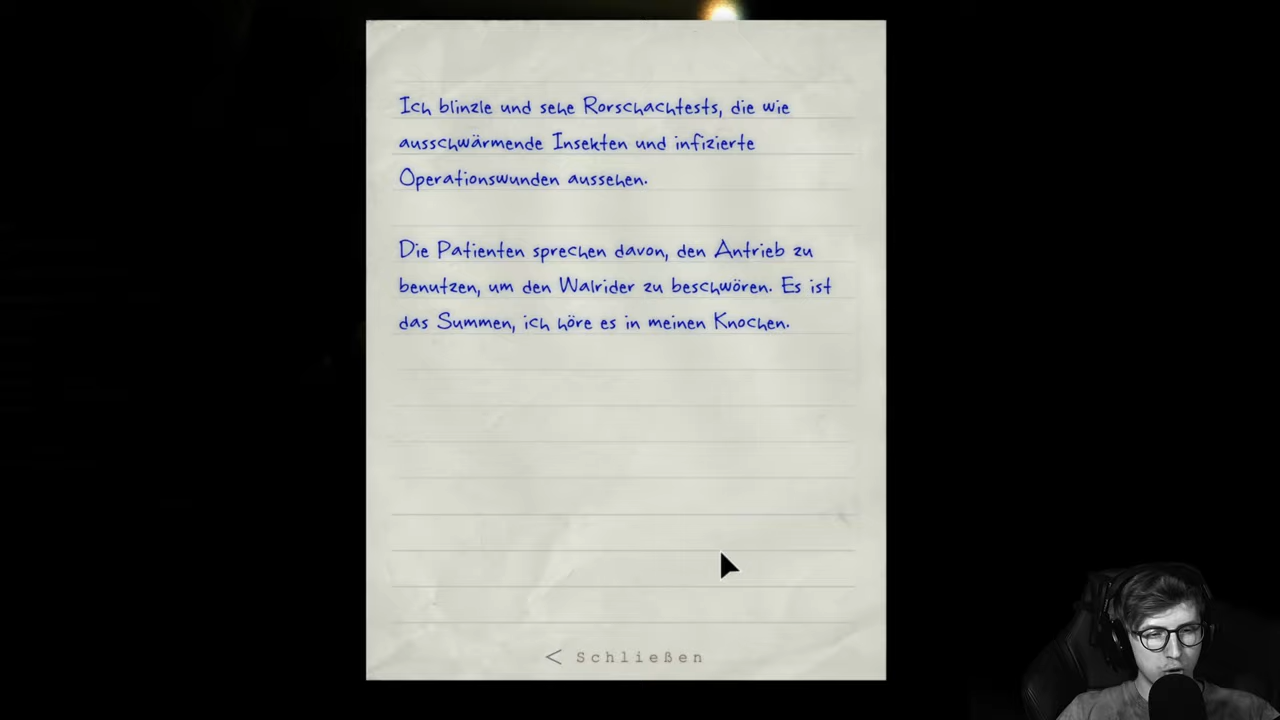 Ich blinzle und sehe Rorschachtests, die wie
ausschwärmende Insekten und infizierte
Operationswunden aussehen.
Die Patienten sprechen davon, den Antrieb zu
benutzen, um den Walrider zu beschwören. Es ist
das Summen, ich höre es in meinen Knochen.
< Schließen